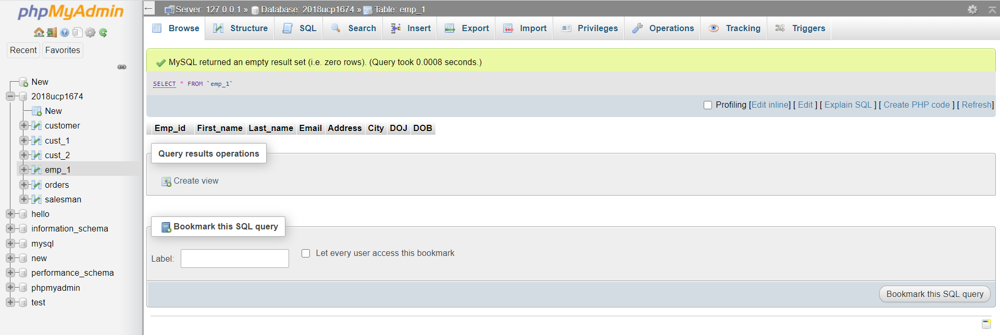 phpMyAdmin
Recent Favorites
New
2018ucp1674
New
customer
cust_1
cust_2
emp_1
orders
salesman
hello
information_schema
mysql
new
performance_schema
phpmyadmin
test
Server: 127.0.0.1 » Database: 2018ucp1674 » Table: emp_1
Browse Structure SQL Search Insert Export Import Privileges Operations Tracking Triggers
MySQL returned an empty result set (i.e. zero rows). (Query took 0.0008 seconds.)
SELECT * FROM `emp_1`
Profiling [Edit inline] [ Edit ] [ Explain SQL ] [ Create PHP code ] [ Refresh]
Emp_id First_name Last_name Email Address City DOJ DOB
Query results operations
Create view
Bookmark this SQL query
Label: Let every user access this bookmark
Bookmark this SQL query